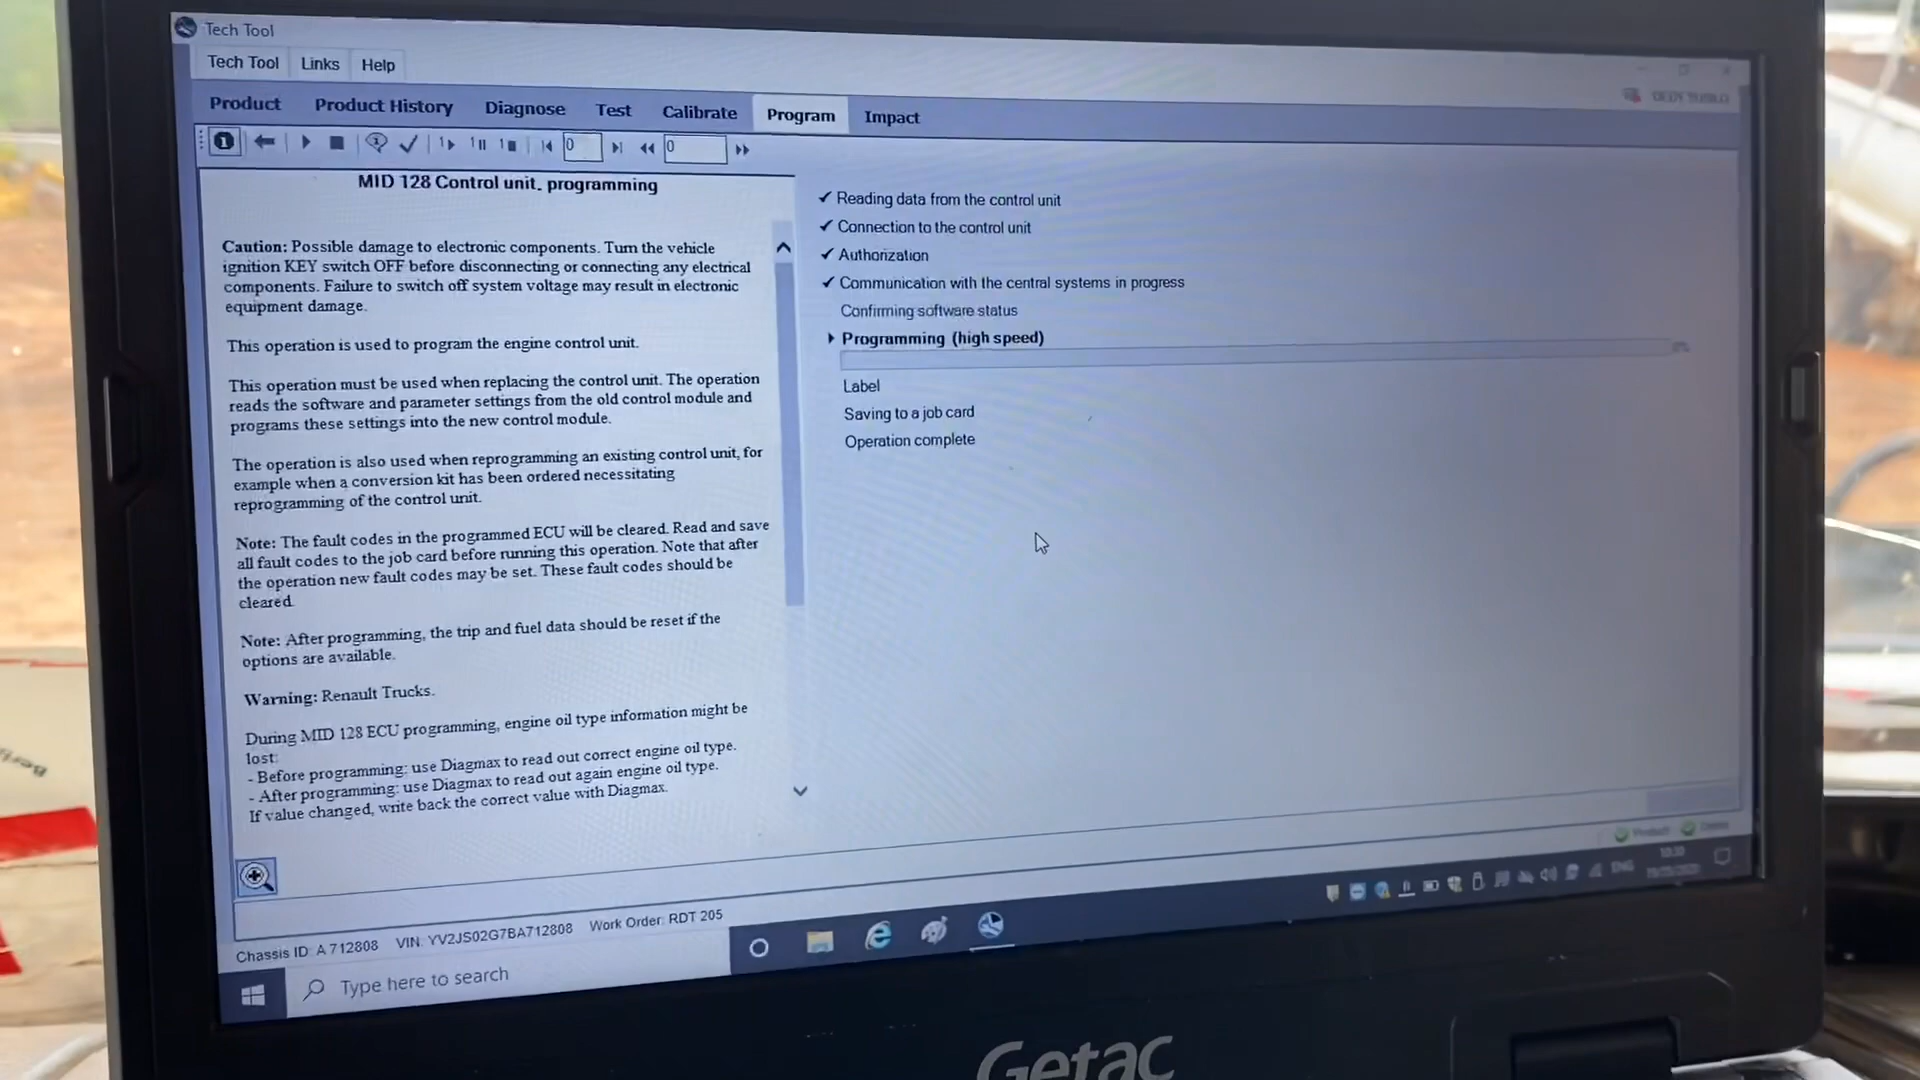 Tech Tool
Tech Tool Links Help
Product Product History Diagnose Test Calibrate Program Impact
0 0
MID 128 Control unit, programming
Caution: Possible damage to electronic components. Turn the vehicle
ignition KEY switch OFF before disconnecting or connecting any electrical
components. Failure to switch off system voltage may result in electronic
equipment damage.
This operation is used to program the engine control unit.
This operation must be used when replacing the control unit. The operation
reads the software and parameter settings from the old control module and
programs these settings into the new control module.
The operation is also used when reprogramming an existing control unit, for
example when a conversion kit has been ordered necessitating
reprogramming of the control unit.
Note: The fault codes in the programmed ECU will be cleared. Read and save
all fault codes to the job card before running this operation. Note that after
the operation new fault codes may be set. These fault codes should be
cleared.
Note: After programming, the trip and fuel data should be reset if the
options are available.
Warning: Renault Trucks.
During MID 128 ECU programming, engine oil type information might be
lost:
- Before programming: use Diagmax to read out correct engine oil type.
- After programming: use Diagmax to read out again engine oil type.
If value changed, write back the correct value with Diagmax.
Reading data from the control unit
Connection to the control unit
Authorization
Communication with the central systems in progress
Confirming software status
Programming (high speed)
Label
Saving to a job card
Operation complete
Product
Chassis ID: A 712808 VIN: YV2JS02G7BA712808 Work Order: RDT 205
Type here to search
ENG
Getac